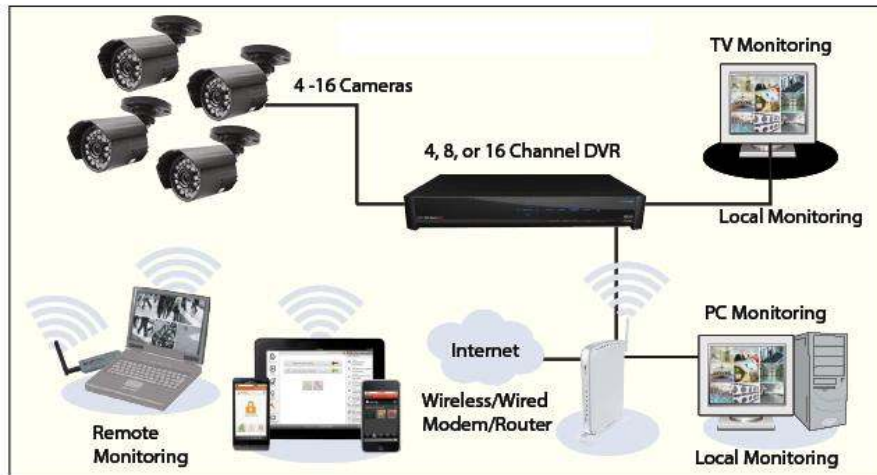 TV Monitoring
4 -16 Cameras
4, 8, or 16 Channel DVR
Local Monitoring
PC Monitoring
Internet
Wireless/Wired
Modem/Router
Remote
Monitoring
Local Monitoring